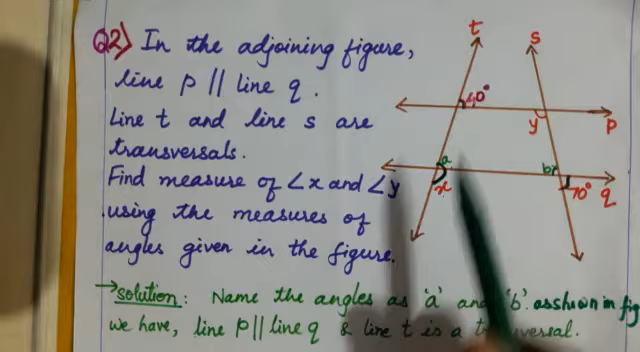 Q2) In the adjoining figure,
line p || line q.
Line t and line s are
transversals.
Find measure of ∠x and ∠y
using the measures of
angles given in the figure.
→ solution: Name the angles as 'a' and 'b' as shown in fig
we have, line p || line q & line t is a transversal.
t
s
40°
y
p
a
b
x
70°
q